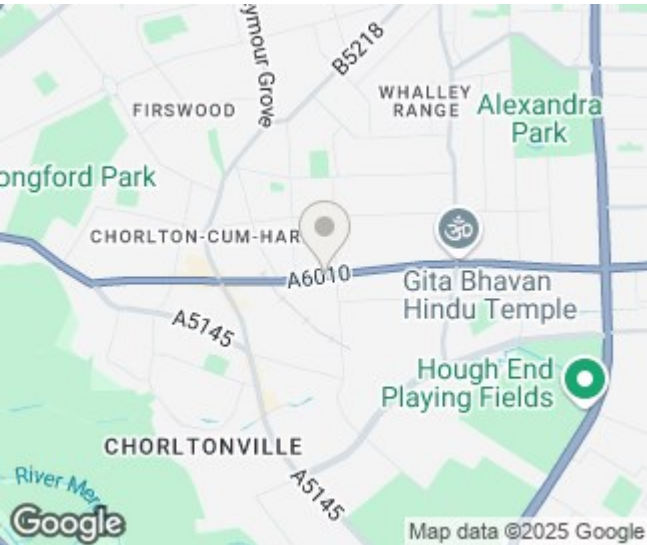 ymour Grove
B5218
FIRSWOOD
WHALLEY
RANGE
Alexandra
Park
ongford Park
CHORLTON-CUM-HAR
A6010
Gita Bhavan
Hindu Temple
A5145
Hough End
Playing Fields
CHORLTONVILLE
A5145
River Mer
Google
Map data ©2025 Google